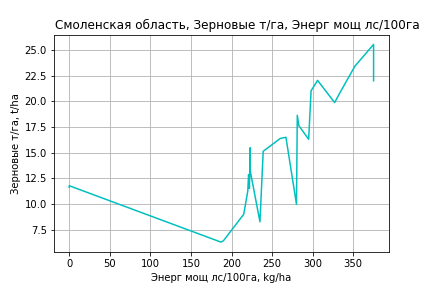 Смоленская область, Зерновые т/га, Энерг мощ лс/100га
25.0
22.5
20.0
17.5
15.0
12.5
10.0
7.5
Зерновые т/га, t/ha
0 50 100 150 200 250 300 350
Энерг мощ лс/100га, kg/ha